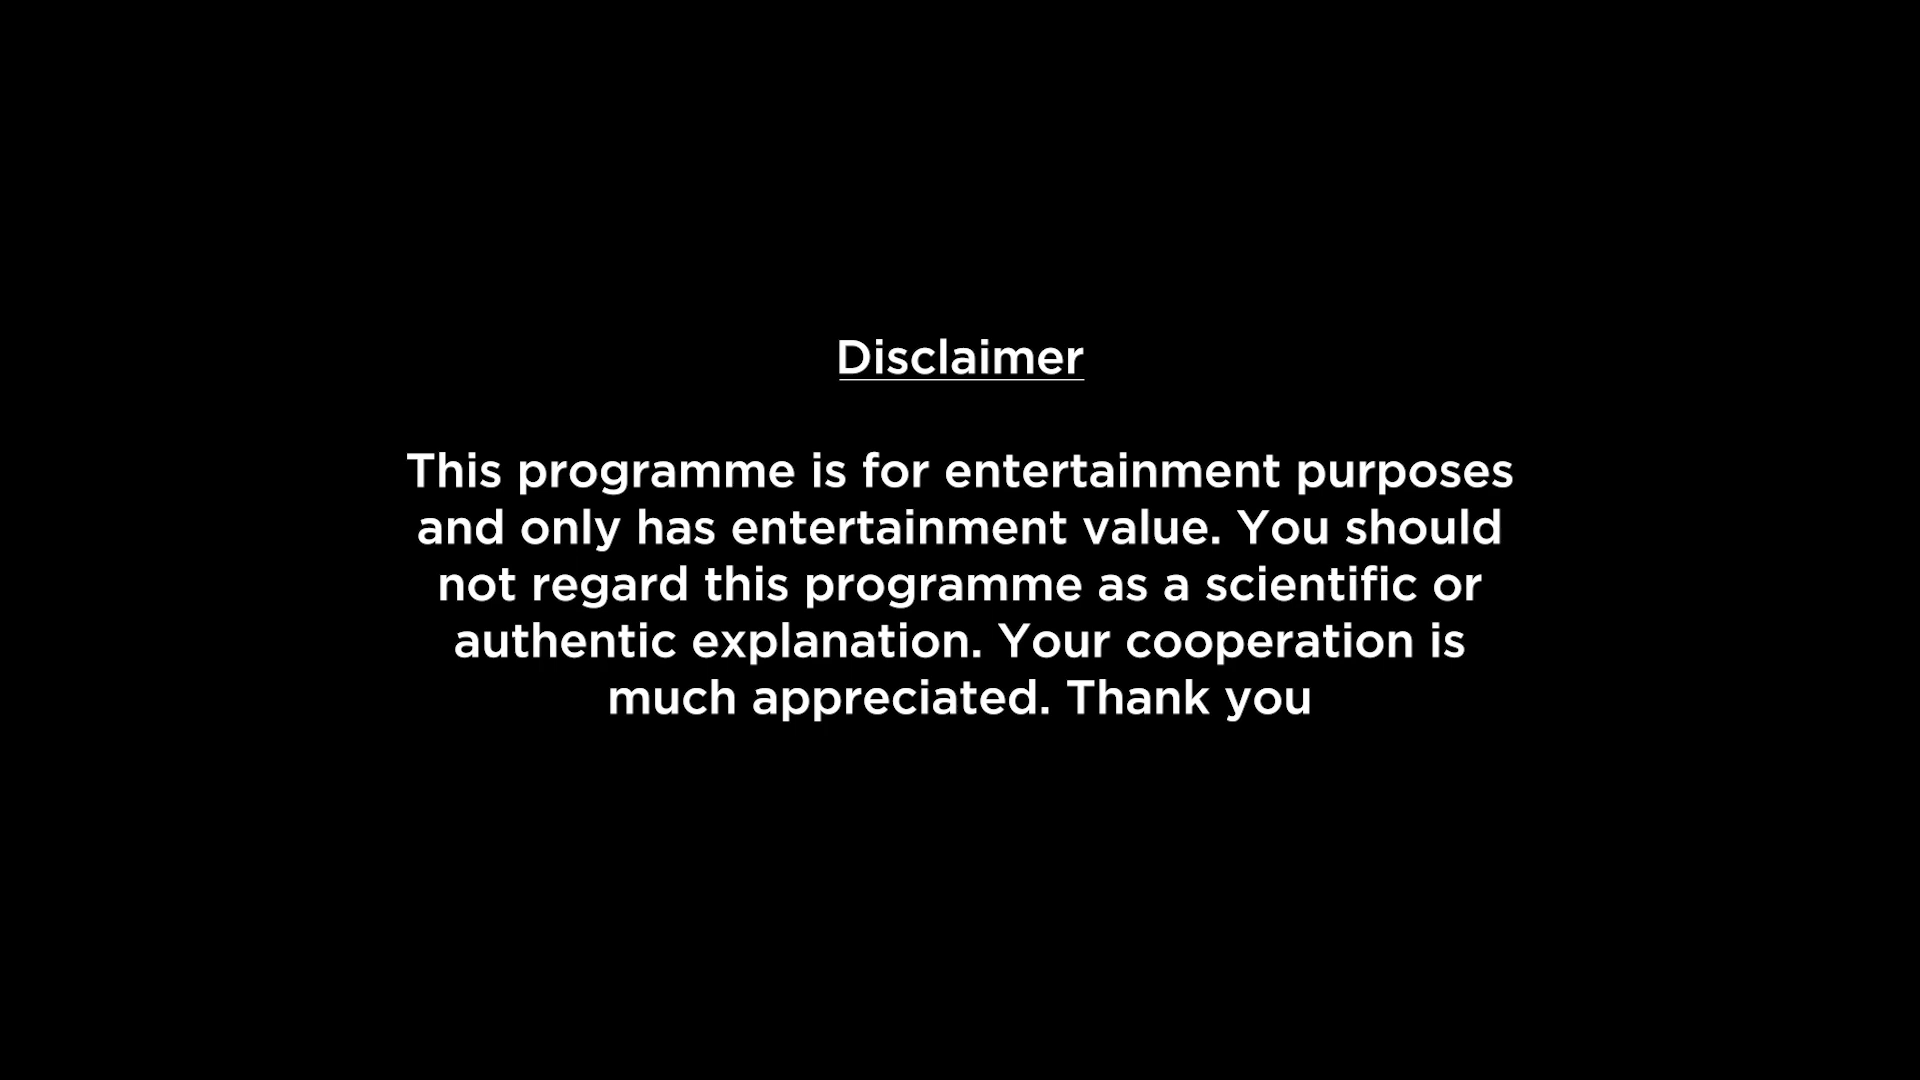 Disclaimer
This programme is for entertainment purposes
and only has entertainment value. You should
not regard this programme as a scientific or
authentic explanation. Your cooperation is
much appreciated. Thank you